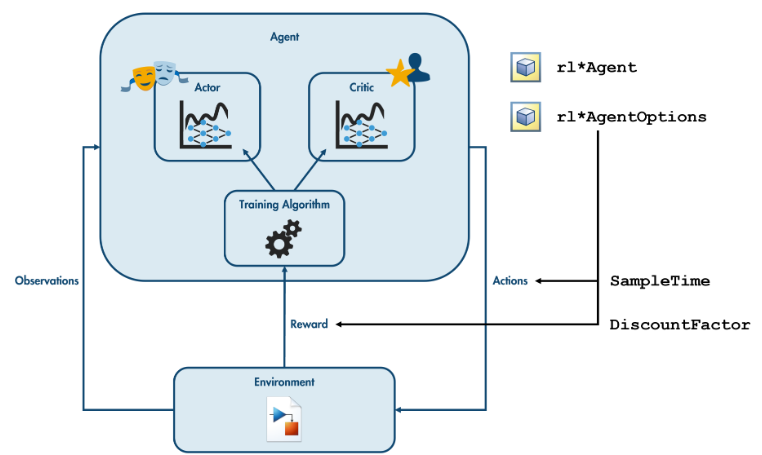 Agent
Actor
Critic
rl*Agent
rl*AgentOptions
Training Algorithm
Observations
Actions
SampleTime
Reward
DiscountFactor
Environment